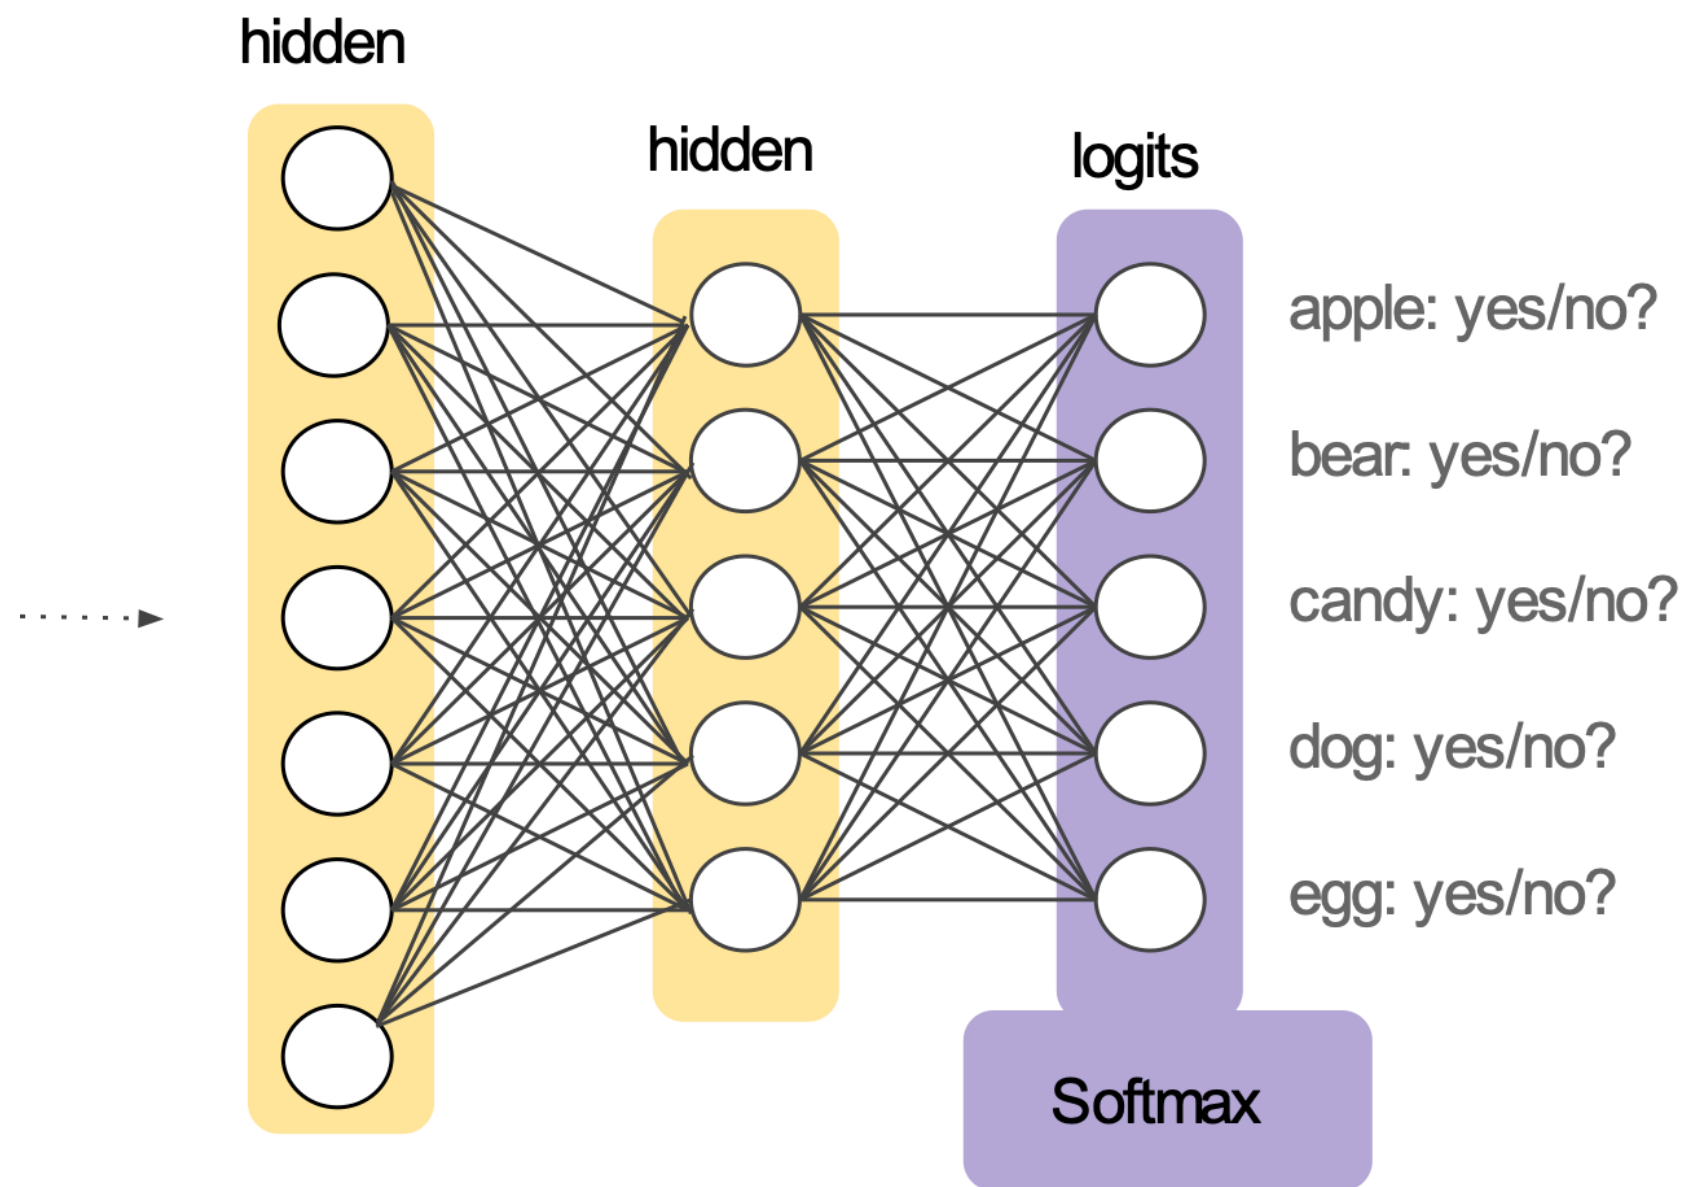 hidden
hidden
logits
apple: yes/no?
bear: yes/no?
candy: yes/no?
dog: yes/no?
egg: yes/no?
Softmax